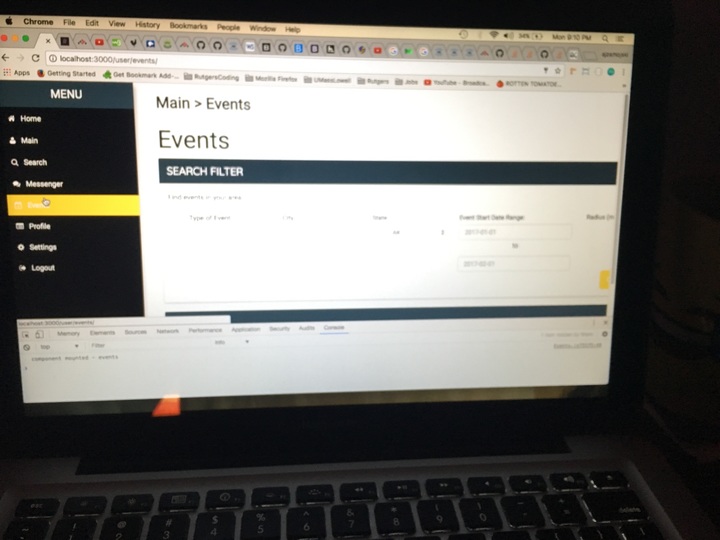 Chrome File Edit View History Bookmarks People Window Help 34% Mon 9:10 PM
localhost:3000/user/events/
Apps Getting Started Get Bookmark Add-... RutgersCoding Mozilla Firefox UMassLowell Rutgers Jobs YouTube - Broadca... ROTTEN TOMATOE...
MENU
Home
Main
Search
Messenger
Profile
Settings
Logout
Main > Events
Events
SEARCH FILTER
Find events in your area
Type of Event City State Event Start Date Range:
2017-01-01
to
2017-02-01
localhost:3000/user/events/
Memory Elements Sources Network Performance Application Security Audits Console
top Filter Info
component mounted - events
esc
@ # $ % ^ & * ( )
2 3 4 5 6 7 8 9 0
delete